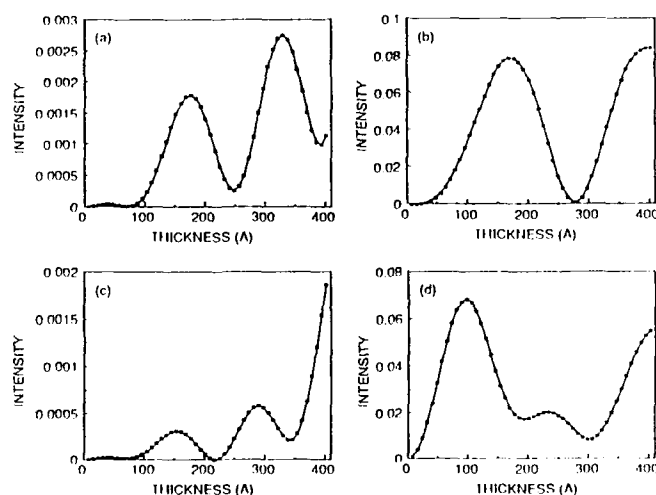 (a)
INTENSITY
0.003
0.0025
0.002
0.0015
0.001
0.0005
0
0 100 200 300 400
THICKNESS (A)
(b)
INTENSITY
0.1
0.08
0.06
0.04
0.02
0
0 100 200 300 400
THICKNESS (A)
(c)
INTENSITY
0.002
0.0015
0.001
0.0005
0
0 100 200 300 400
THICKNESS (A)
(d)
INTENSITY
0.08
0.06
0.04
0.02
0
0 100 200 300 400
THICKNESS (A)